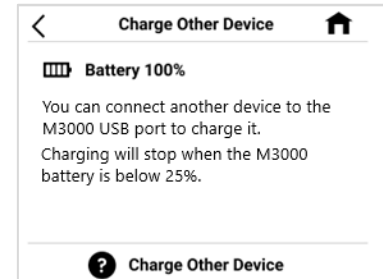 Charge Other Device
Battery 100%
You can connect another device to the
M3000 USB port to charge it.
Charging will stop when the M3000
battery is below 25%.
? Charge Other Device